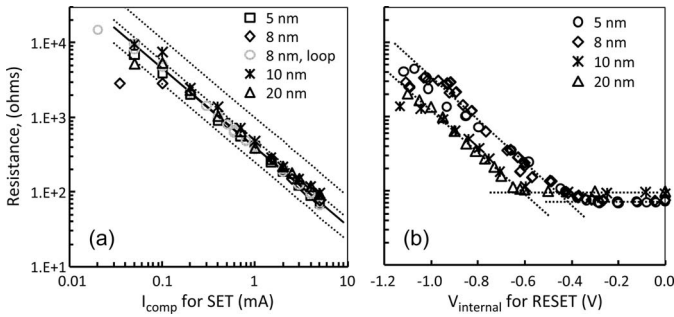 5 nm
8 nm
8 nm, loop
10 nm
20 nm
1.E+4
1.E+3
1.E+2
1.E+1
Resistance, (ohms)
(a)
0.01
0.1
1
10
I_comp for SET (mA)
5 nm
8 nm
10 nm
20 nm
(b)
-1.2
-1.0
-0.8
-0.6
-0.4
-0.2
0.0
V_internal for RESET (V)